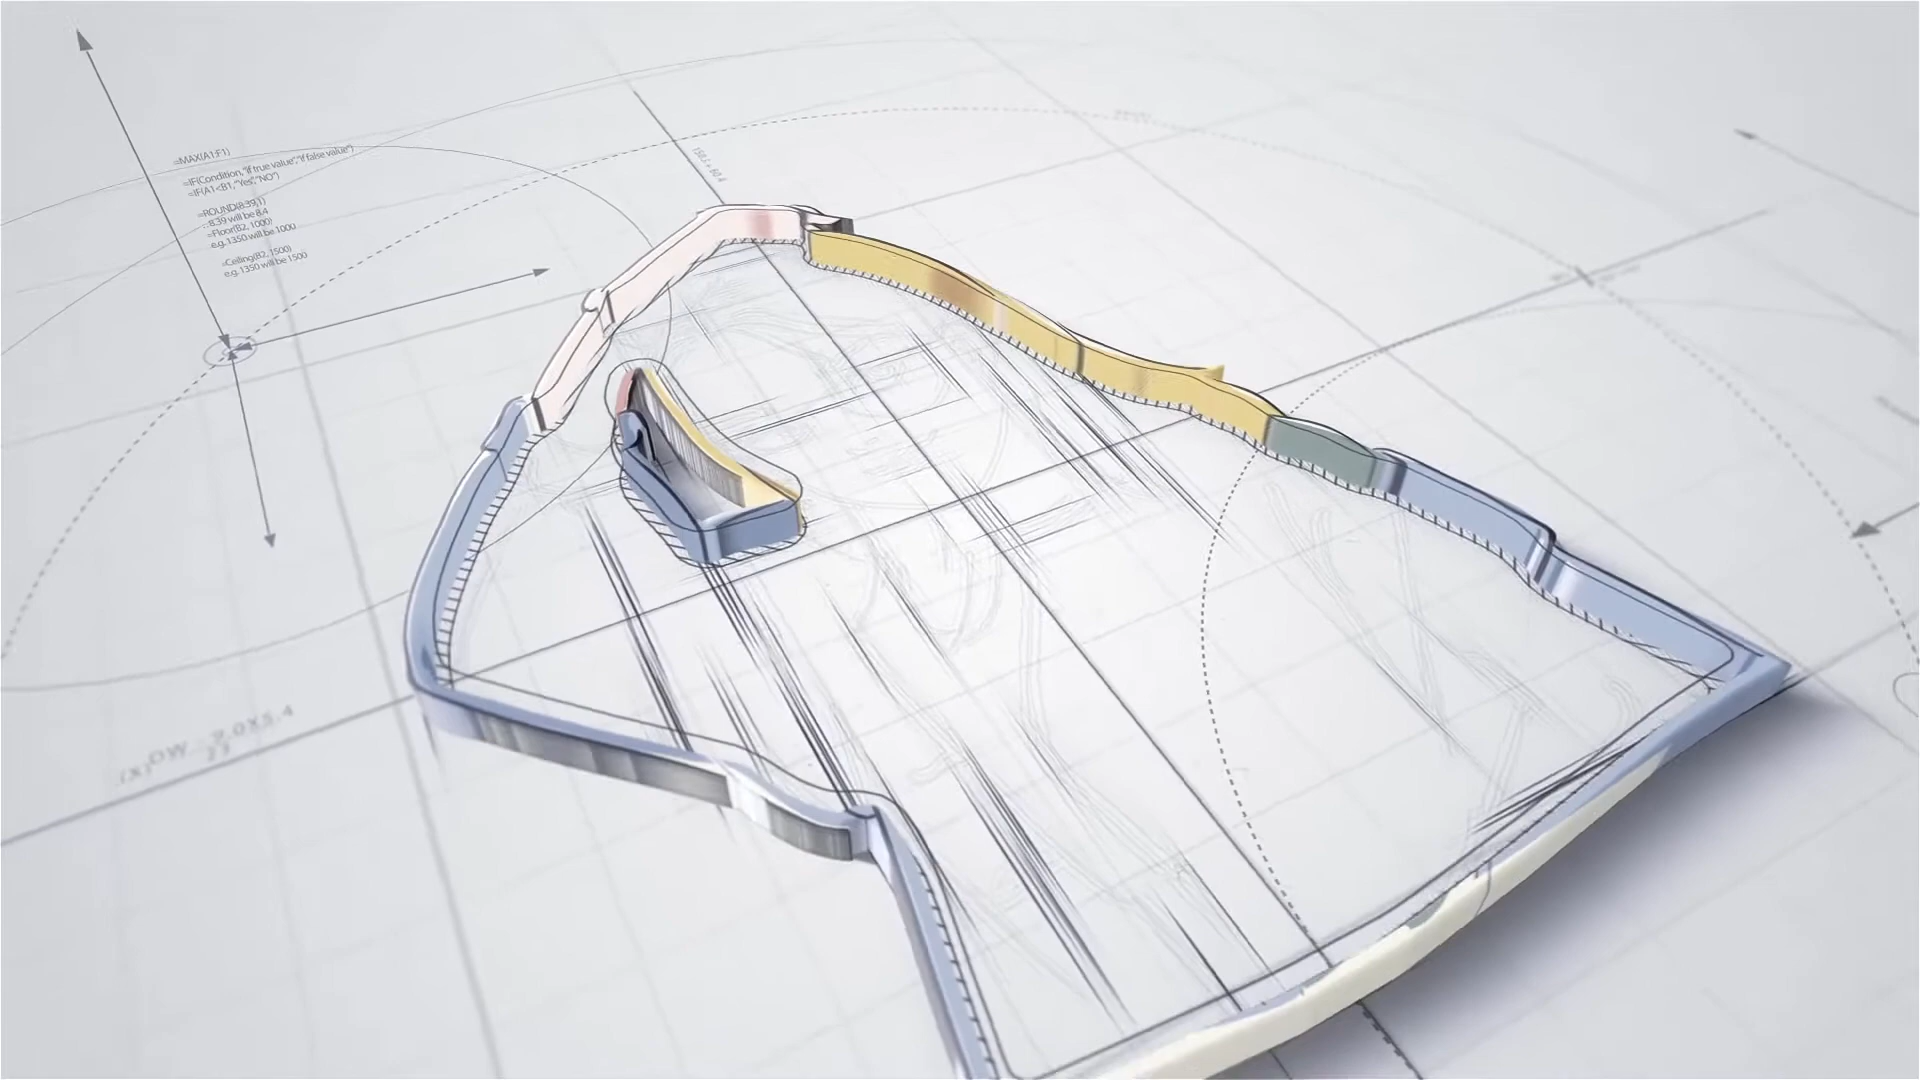 =MAX(A1:F1)
=IF(Condition, "if true value", "if false value")
=IF(A1<B1, "Yes", "NO")
=ROUND(8.39,1)
8.39 will be 8.4
=Floor(B2, 1000)
e.g. 1350 will be 1000
=Ceiling(B2, 1500)
e.g. 1350 will be 1500